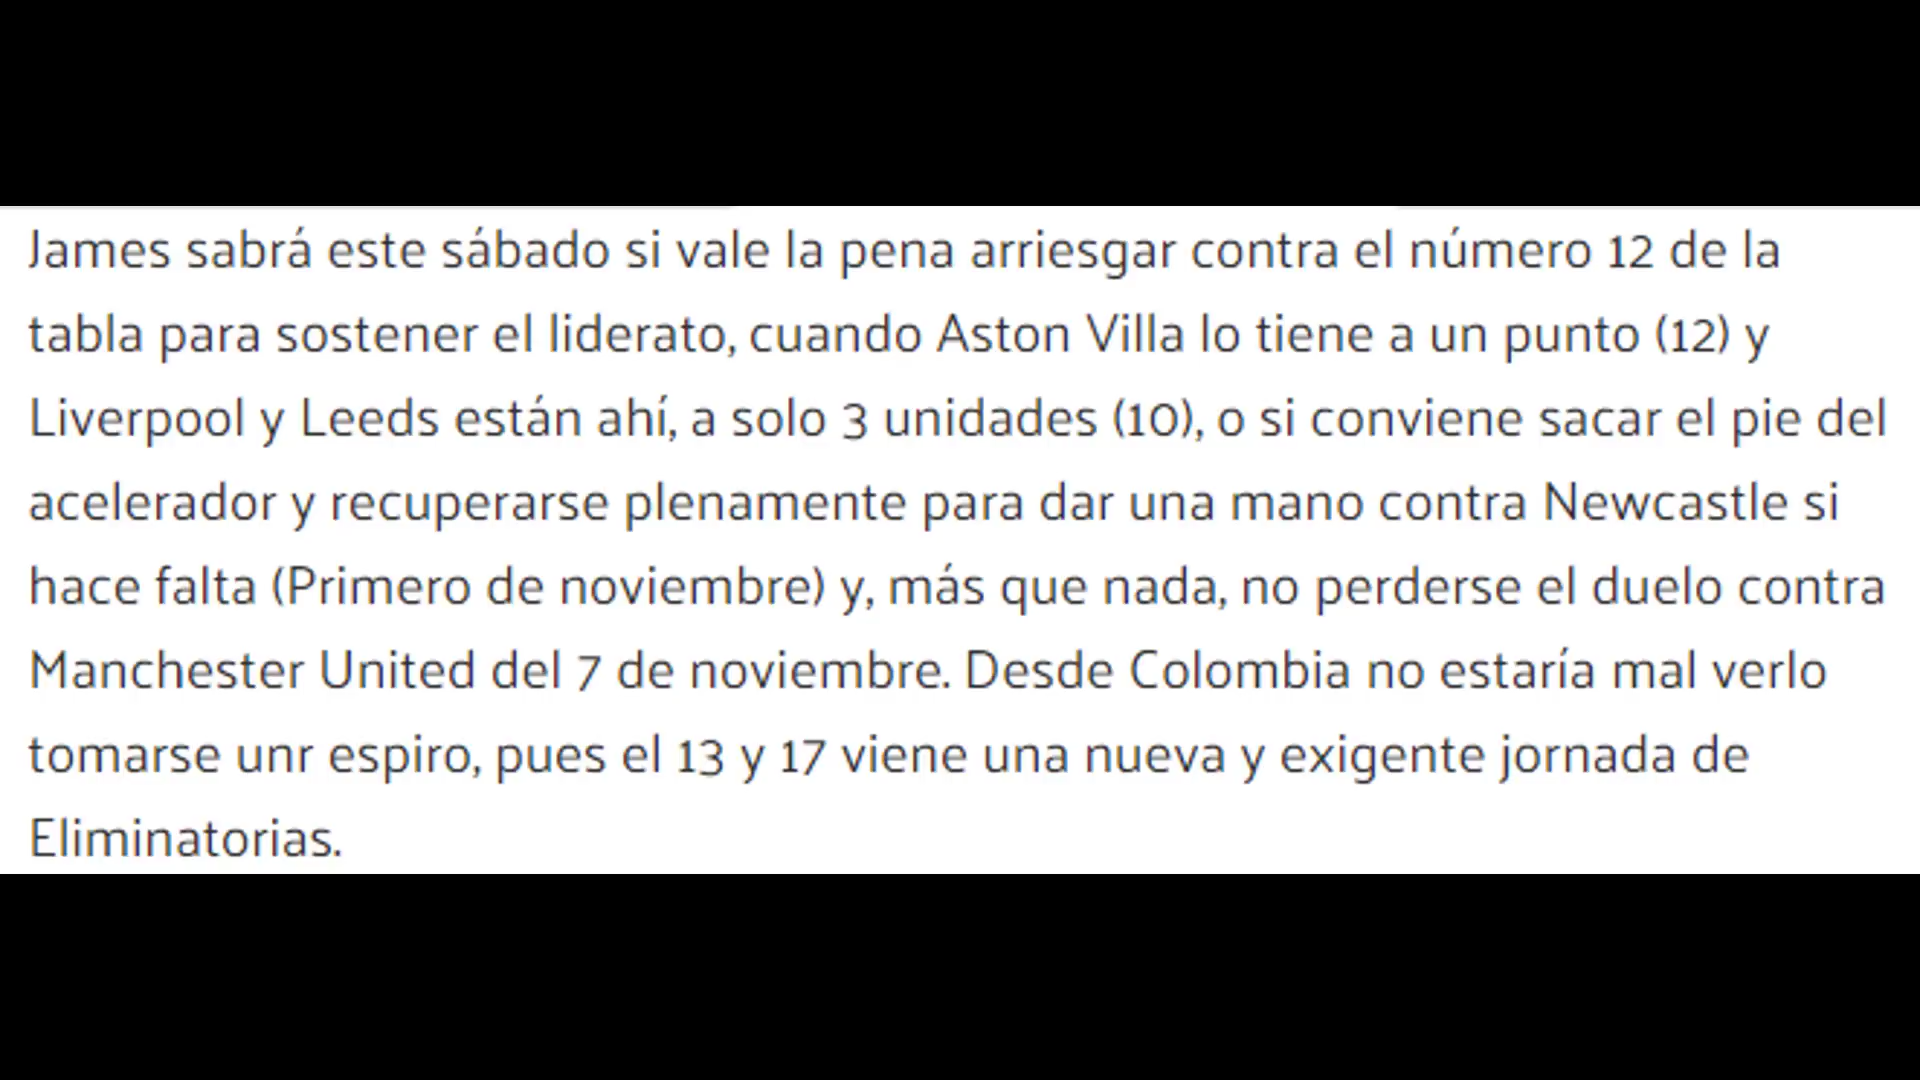 James sabrá este sábado si vale la pena arriesgar contra el número 12 de la
tabla para sostener el liderato, cuando Aston Villa lo tiene a un punto (12) y
Liverpool y Leeds están ahí, a solo 3 unidades (10), o si conviene sacar el pie del
acelerador y recuperarse plenamente para dar una mano contra Newcastle si
hace falta (Primero de noviembre) y, más que nada, no perderse el duelo contra
Manchester United del 7 de noviembre. Desde Colombia no estaría mal verlo
tomarse unr espiro, pues el 13 y 17 viene una nueva y exigente jornada de
Eliminatorias.